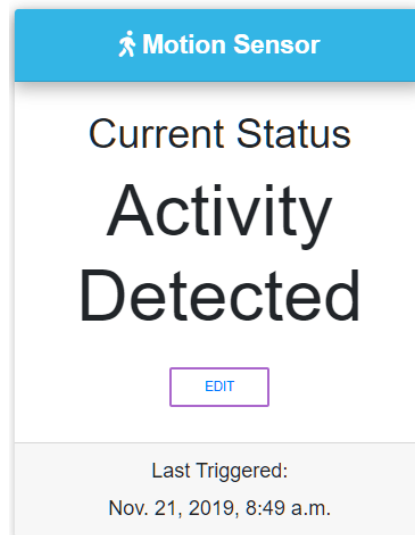 Motion Sensor
Current Status
Activity
Detected
EDIT
Last Triggered:
Nov. 21, 2019, 8:49 a.m.